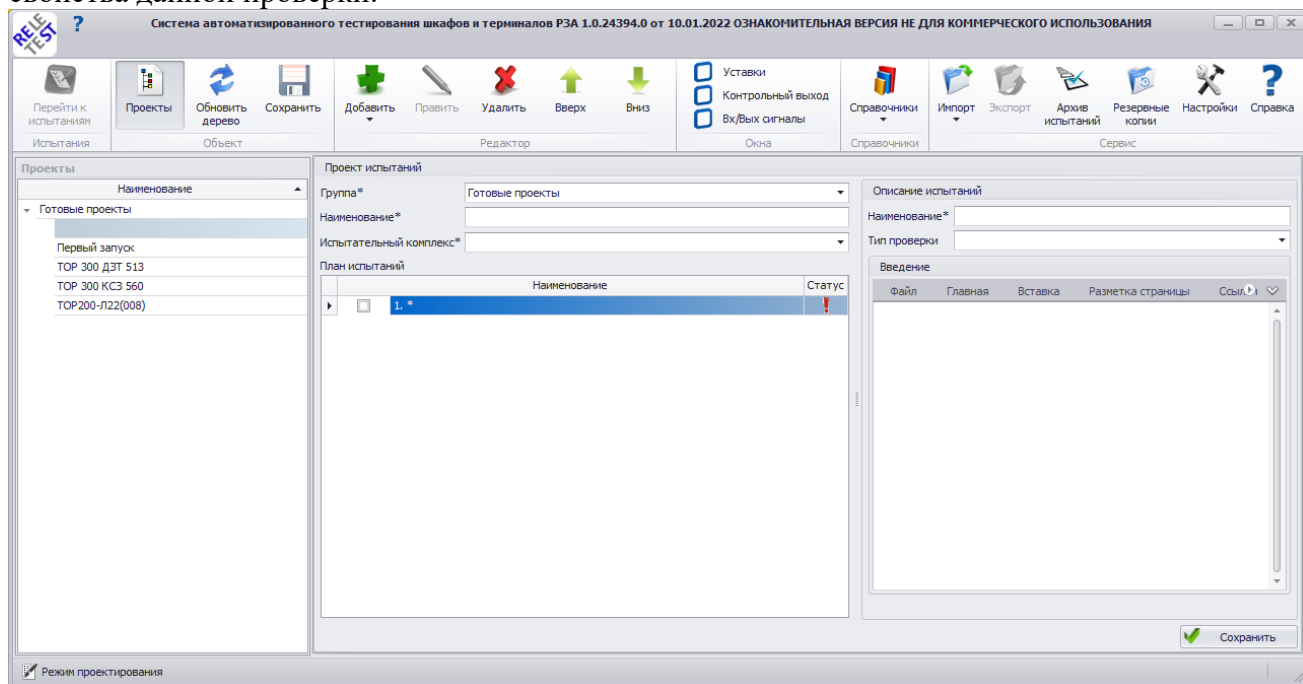 свойства данной проверки.
RELE TEST
?
Система автоматизированного тестирования шкафов и терминалов РЗА 1.0.24394.0 от 10.01.2022 ОЗНАКОМИТЕЛЬНАЯ ВЕРСИЯ НЕ ДЛЯ КОММЕРЧЕСКОГО ИСПОЛЬЗОВАНИЯ
Перейти к испытаниям
Проекты
Обновить дерево
Сохранить
Добавить
Править
Удалить
Вверх
Вниз
Уставки
Контрольный выход
Вх/Вых сигналы
Справочники
Импорт
Экспорт
Архив испытаний
Резервные копии
Настройки
Справка
Испытания
Объект
Редактор
Окна
Справочники
Сервис
Проекты
Наименование
Готовые проекты
Первый запуск
ТОР 300 ДЗТ 513
ТОР 300 КСЗ 560
ТОР200-Л22(008)
Проект испытаний
Группа* Готовые проекты
Наименование*
Испытательный комплекс*
План испытаний
Наименование Статус
1. *
Описание испытаний
Наименование*
Тип проверки
Введение
Файл Главная Вставка Разметка страницы
Сохранить
Режим проектирования